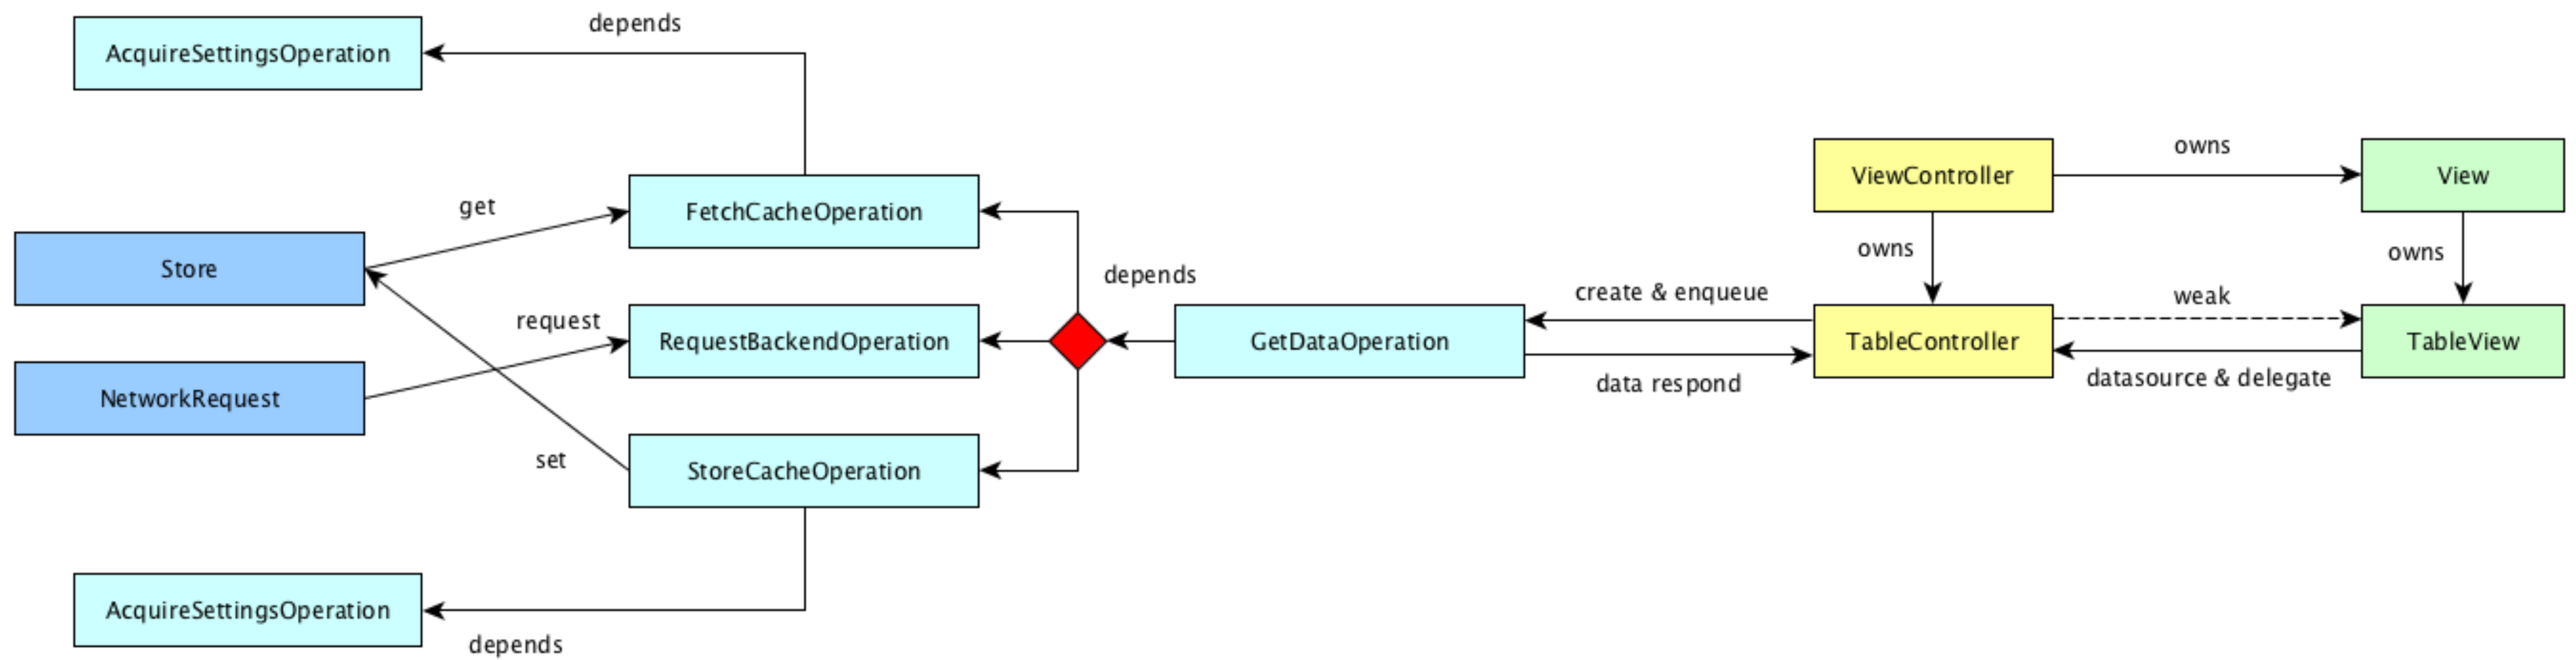 depends
AcquireSettingsOperation
ViewController
owns
View
get
FetchCacheOperation
owns
owns
Store
depends
create & enqueue
weak
request
RequestBackendOperation
GetDataOperation
TableController
TableView
NetworkRequest
data respond
datasource & delegate
set
StoreCacheOperation
AcquireSettingsOperation
depends